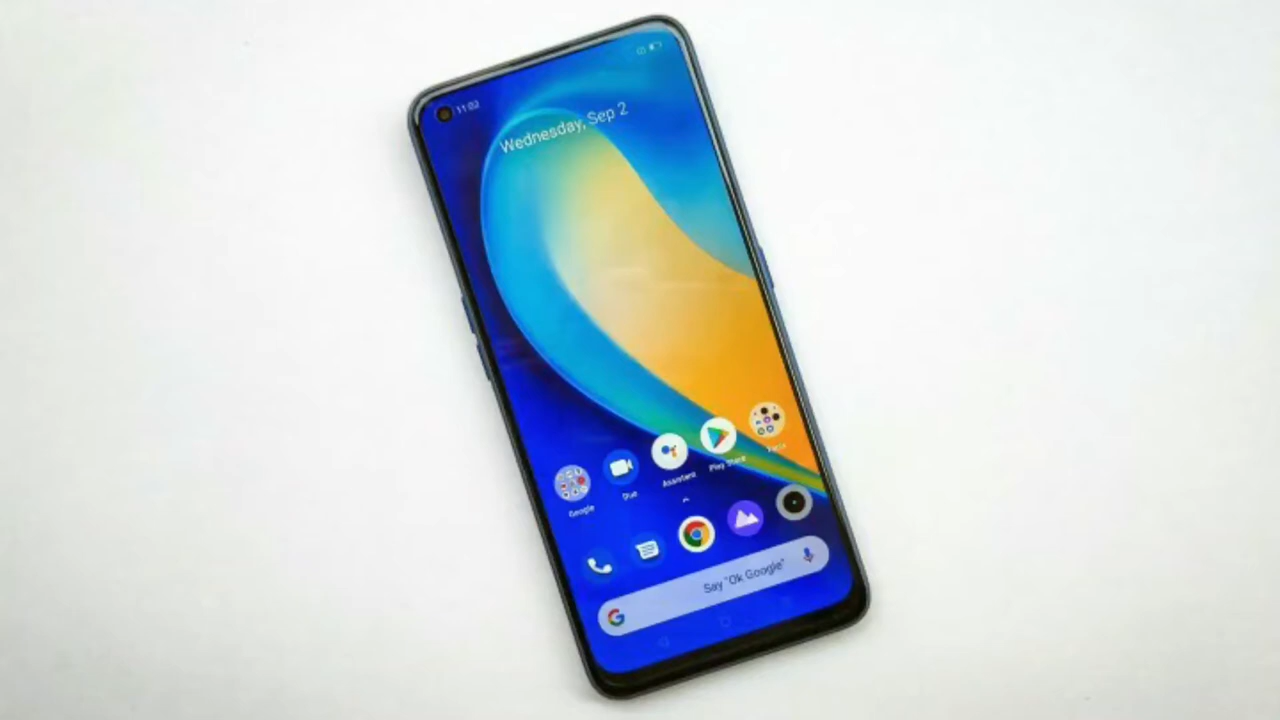 11:02
Wednesday, Sep 2
Google
Duo
Assistant
Play Store
Say "Ok Google"